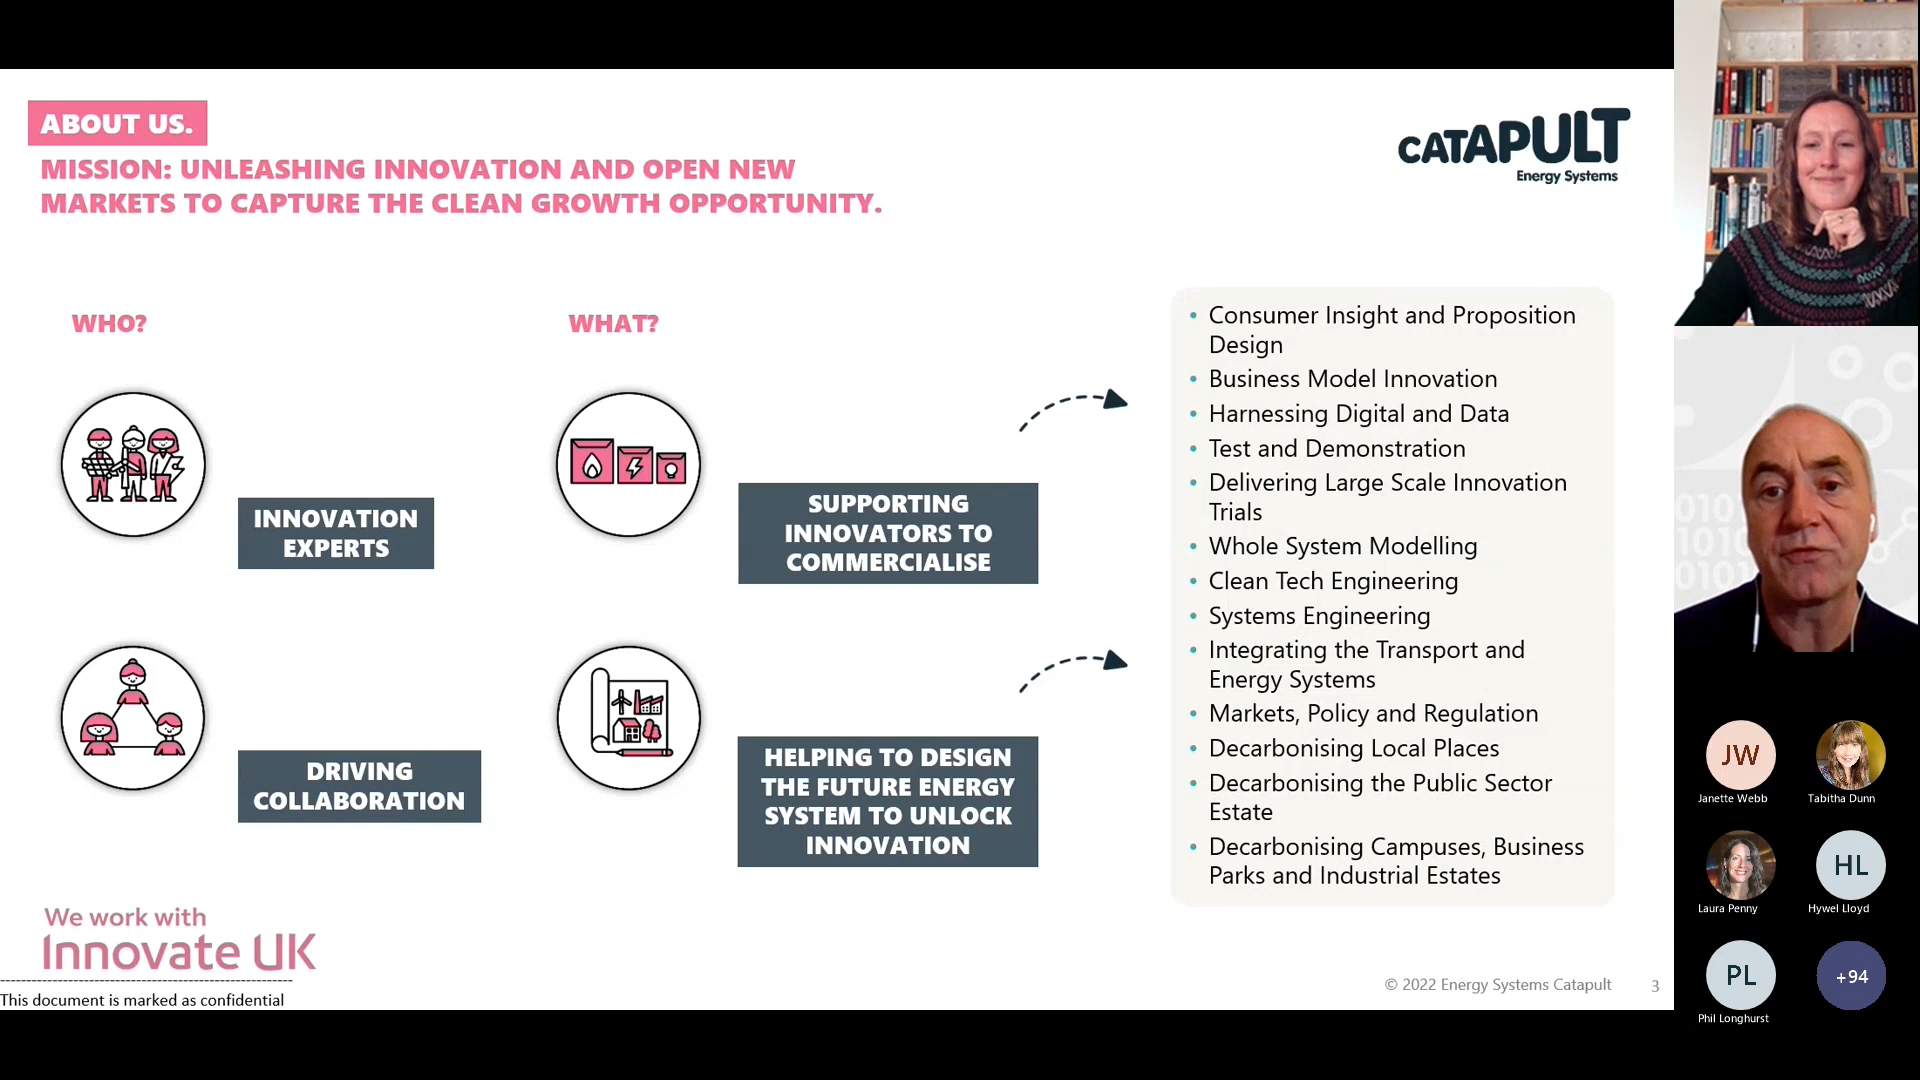 ABOUT US.
MISSION: UNLEASHING INNOVATION AND OPEN NEW
MARKETS TO CAPTURE THE CLEAN GROWTH OPPORTUNITY.
CATAPULT
Energy Systems
WHO?
WHAT?
INNOVATION
EXPERTS
SUPPORTING
INNOVATORS TO
COMMERCIALISE
DRIVING
COLLABORATION
HELPING TO DESIGN
THE FUTURE ENERGY
SYSTEM TO UNLOCK
INNOVATION
• Consumer Insight and Proposition
Design
• Business Model Innovation
• Harnessing Digital and Data
• Test and Demonstration
• Delivering Large Scale Innovation
Trials
• Whole System Modelling
• Clean Tech Engineering
• Systems Engineering
• Integrating the Transport and
Energy Systems
• Markets, Policy and Regulation
• Decarbonising Local Places
• Decarbonising the Public Sector
Estate
• Decarbonising Campuses, Business
Parks and Industrial Estates
We work with
Innovate UK
This document is marked as confidential
© 2022 Energy Systems Catapult
3
JW
Janette Webb
Tabitha Dunn
Laura Penny
HL
Hywel Lloyd
PL
Phil Longhurst
+94